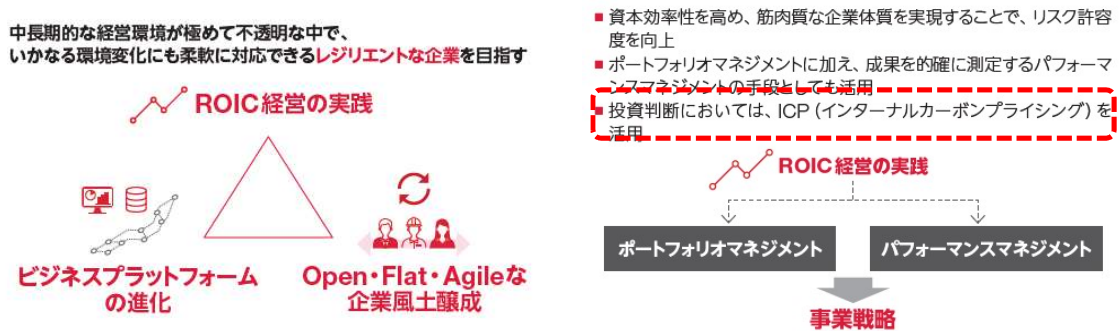 中長期的な経営環境が極めて不透明な中で、
いかなる環境変化にも柔軟に対応できるレジリエントな企業を目指す
ROIC経営の実践
ビジネスプラットフォーム
の進化
Open・Flat・Agileな
企業風土醸成
■ 資本効率性を高め、筋肉質な企業体質を実現することで、リスク許容
度を向上
■ ポートフォリオマネジメントに加え、成果を的確に測定するパフォーマ
ンスマネジメントの手段としても活用
■ 投資判断においては、ICP（インターナルカーボンプライシング）を
活用
ROIC経営の実践
ポートフォリオマネジメント
パフォーマンスマネジメント
事業戦略